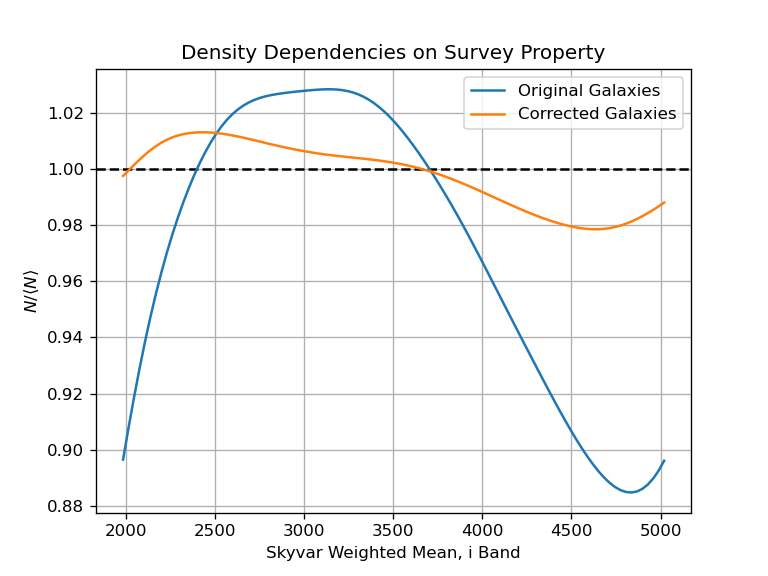 Density Dependencies on Survey Property
Original Galaxies
Corrected Galaxies
1.02
1.00
0.98
0.96
0.94
0.92
0.90
0.88
N/⟨N⟩
2000 2500 3000 3500 4000 4500 5000
Skyvar Weighted Mean, i Band